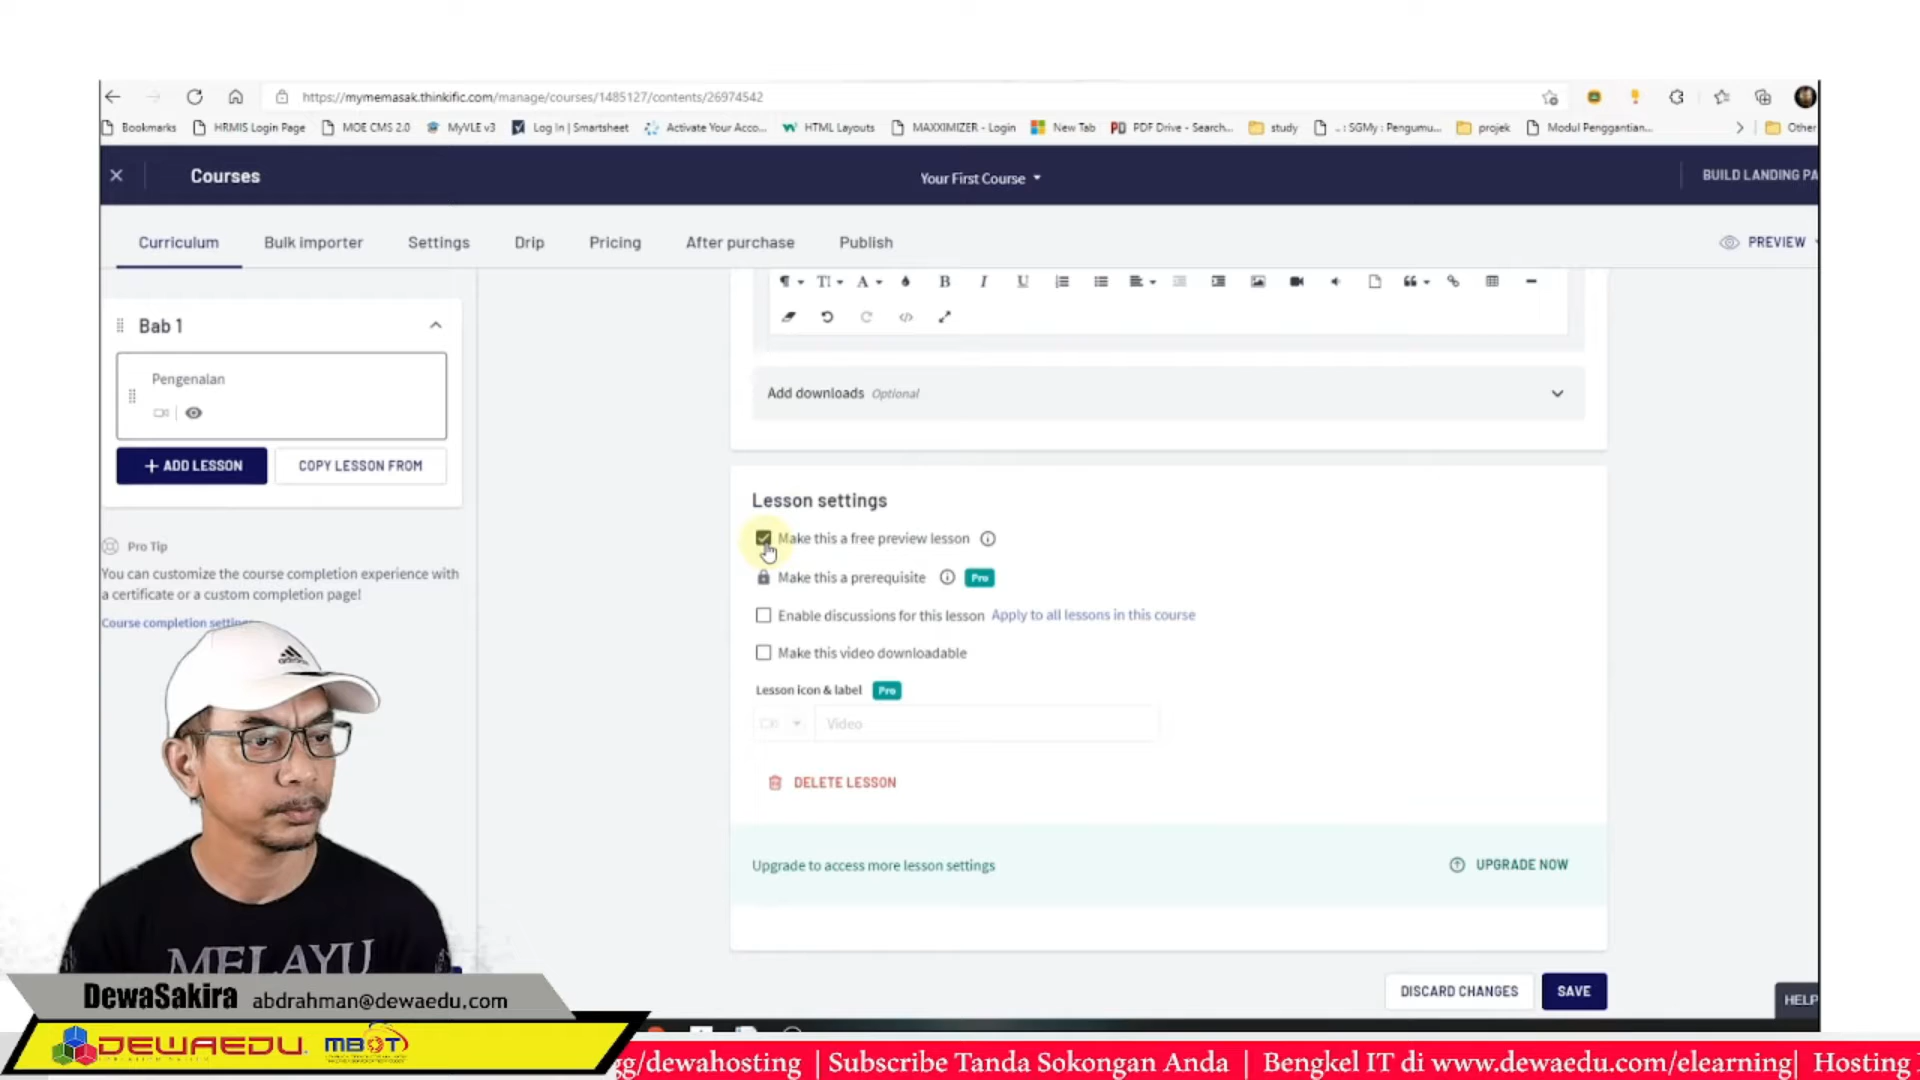 https://mymemasak.thinkific.com/manage/courses/1485127/contents/26974542
Bookmarks HRMIS Login Page MOE CMS 2.0 MyVLE v3 Log In | Smartsheet Activate Your Acco... HTML Layouts MAXXIMIZER - Login New Tab PDF Drive - Search... study ..: SGMy : Pengumu... projek Modul Penggantian... Other
Courses Your First Course BUILD LANDING PA
Curriculum Bulk importer Settings Drip Pricing After purchase Publish PREVIEW
Bab 1
Pengenalan
+ ADD LESSON COPY LESSON FROM
Pro Tip
You can customize the course completion experience with
a certificate or a custom completion page!
Course completion settings
Add downloads Optional
Lesson settings
Make this a free preview lesson
Make this a prerequisite Pro
Enable discussions for this lesson Apply to all lessons in this course
Make this video downloadable
Lesson icon & label Pro
Video
DELETE LESSON
Upgrade to access more lesson settings UPGRADE NOW
DISCARD CHANGES SAVE
HELP
MELAYU
adidas
DewaSakira abdrahman@dewaedu.com
DEWAEDU MBOT
gg/dewahosting | Subscribe Tanda Sokongan Anda | Bengkel IT di www.dewaedu.com/elearning| Hosting